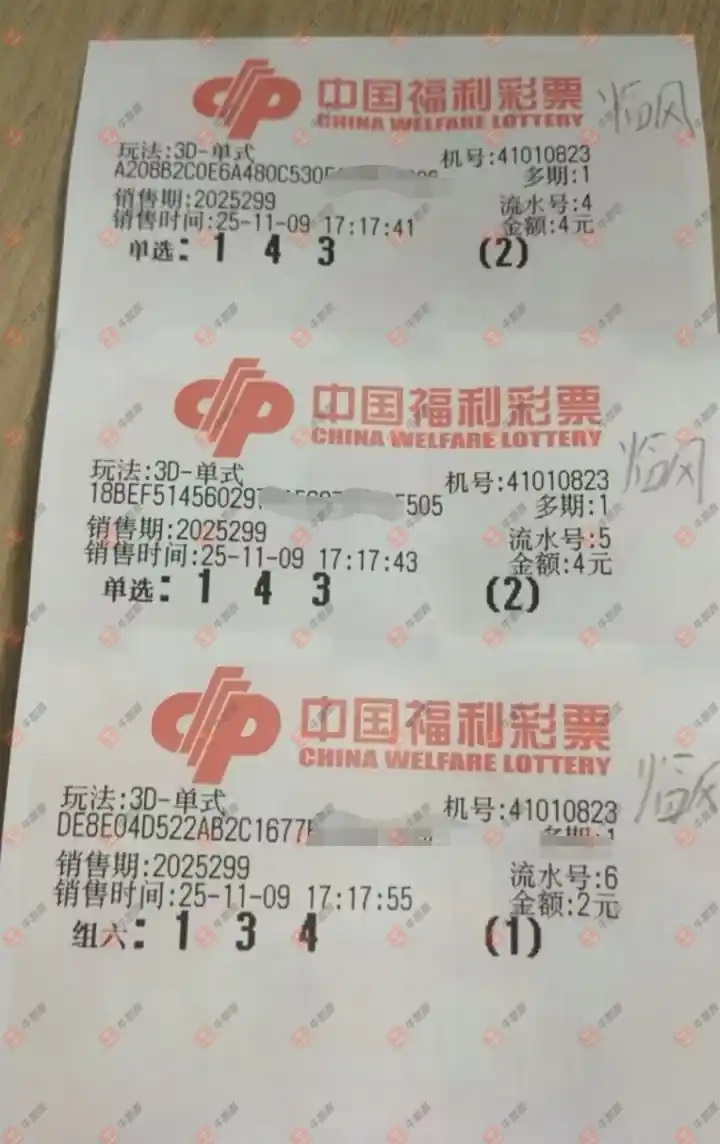 中国福利彩票
CHINA WELFARE LOTTERY
玩法:3D-单式
机号:41010823
A20882C0E6A480C530
多期:1
销售期:2025299
流水号:4
销售时间:25-11-09 17:17:41
金额:4元
单选: 1 4 3 (2)
中国福利彩票
CHINA WELFARE LOTTERY
玩法:3D-单式
机号:41010823
18BEF514560297 505
多期:1
销售期:2025299
流水号:5
销售时间:25-11-09 17:17:43
金额:4元
单选: 1 4 3 (2)
中国福利彩票
CHINA WELFARE LOTTERY
玩法:3D-单式
机号:41010823
DE8E04D522AB2C1677
多期:1
销售期:2025299
流水号:6
销售时间:25-11-09 17:17:55
金额:2元
组六: 1 3 4 (1)